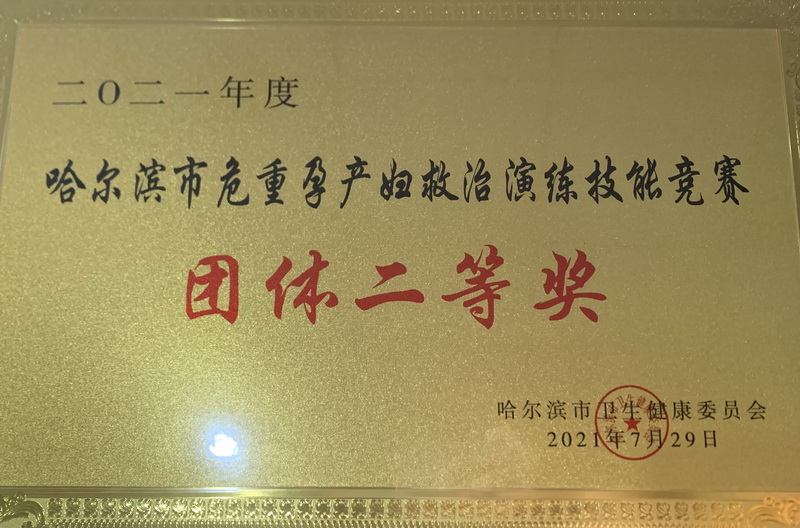 二〇二一年度
哈尔滨市危重孕产妇救治演练技能竞赛
团体二等奖
哈尔滨市卫生健康委员会
2021年7月29日